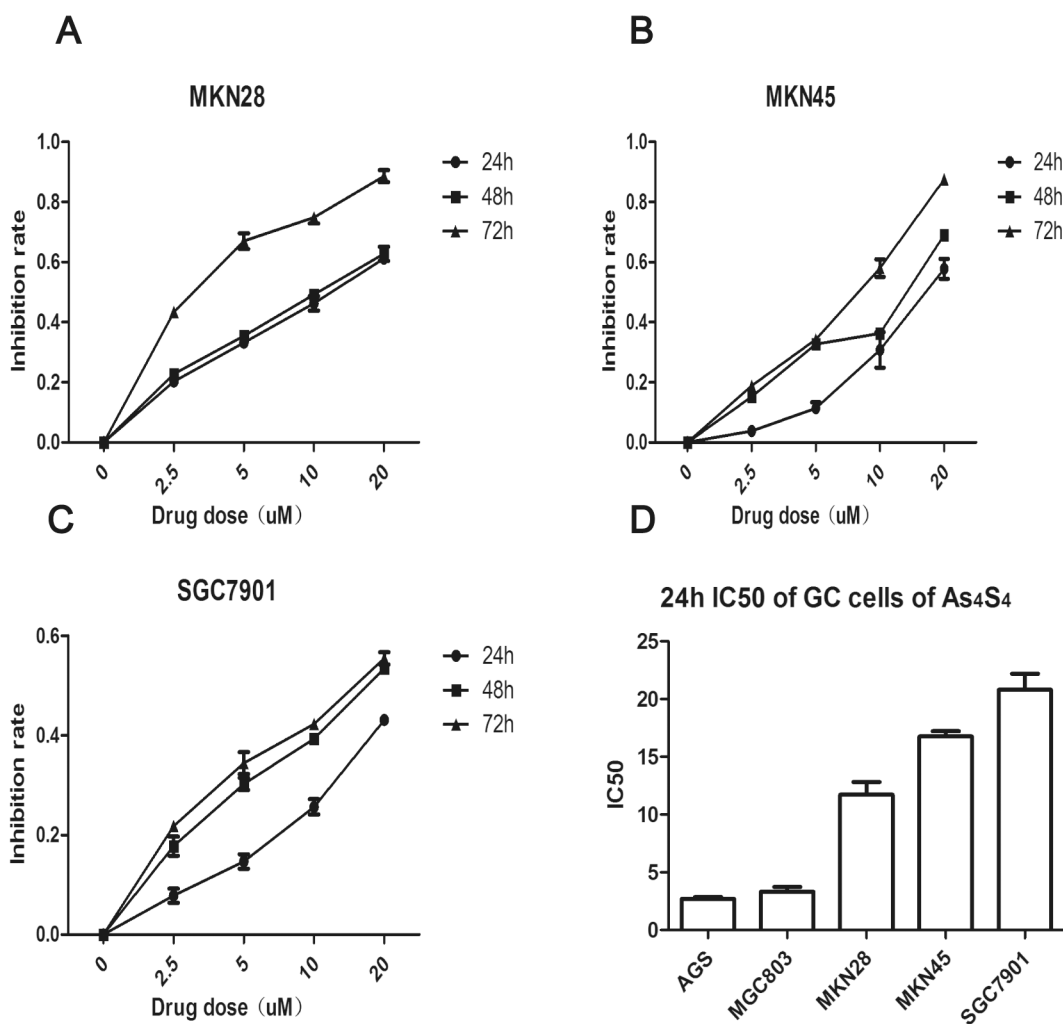 A
MKN28
1.0
0.8
0.6
0.4
0.2
0.0
Inhibition rate
0
2.5
5
10
20
Drug dose（uM）
24h
48h
72h
B
MKN45
1.0
0.8
0.6
0.4
0.2
0.0
Inhibition rate
0
2.5
5
10
20
Drug dose（uM）
24h
48h
72h
C
SGC7901
0.6
0.4
0.2
0.0
Inhibition rate
0
2.5
5
10
20
Drug dose（uM）
24h
48h
72h
D
24h IC50 of GC cells of As4S4
25
20
15
10
5
0
IC50
AGS
MGC803
MKN28
MKN45
SGC7901